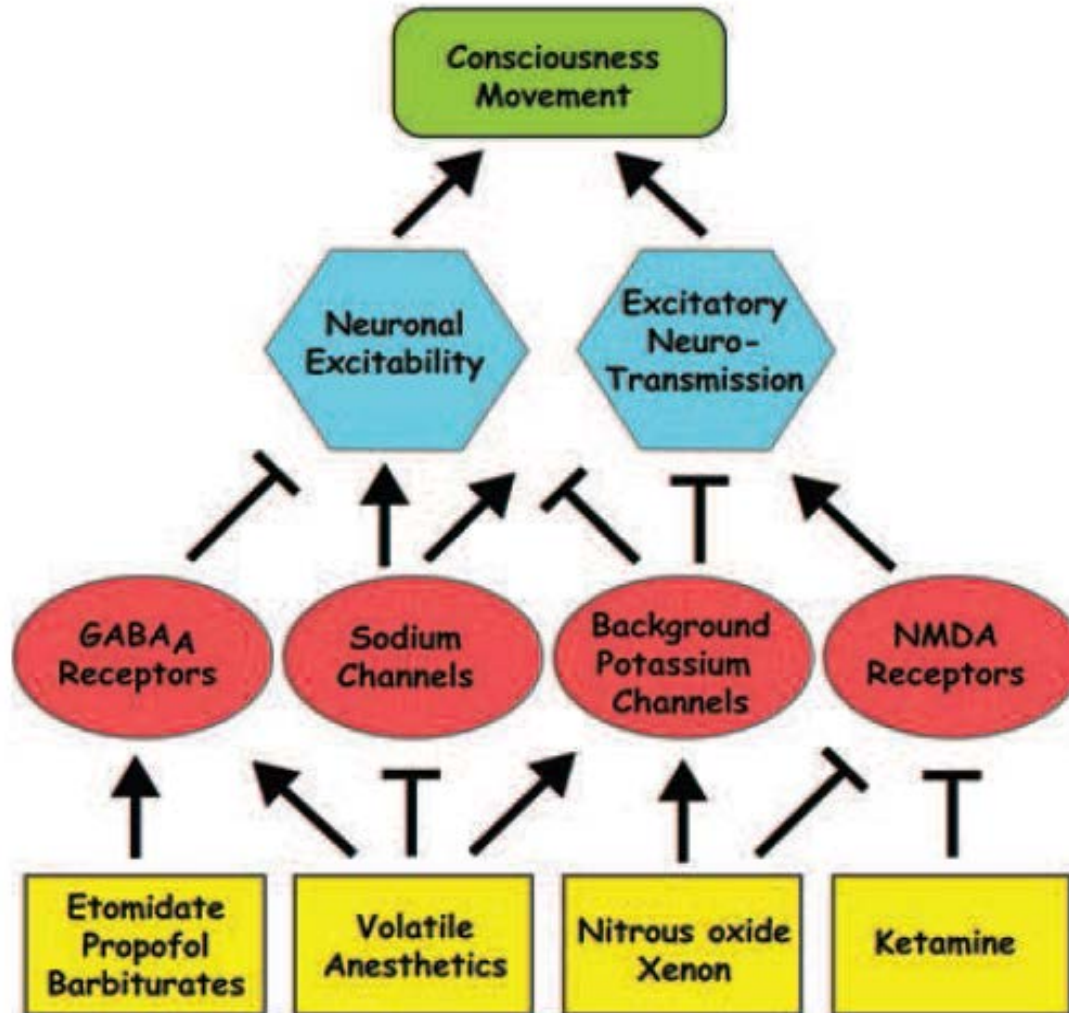 Consciousness
Movement
Neuronal
Excitability
Excitatory
Neuro-
Transmission
GABAA
Receptors
Sodium
Channels
Background
Potassium
Channels
NMDA
Receptors
Etomidate
Propofol
Barbiturates
Volatile
Anesthetics
Nitrous oxide
Xenon
Ketamine